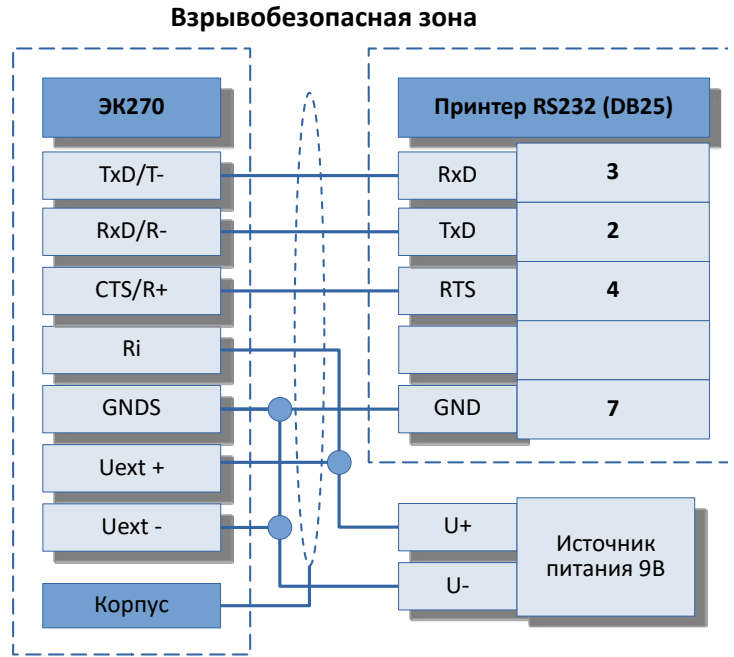 Взрывобезопасная зона
ЭК270
Принтер RS232 (DB25)
TxD/T-
RxD
3
RxD/R-
TxD
2
CTS/R+
RTS
4
Ri
GNDS
GND
7
Uext +
Uext -
U+
Источник
питания 9В
U-
Корпус